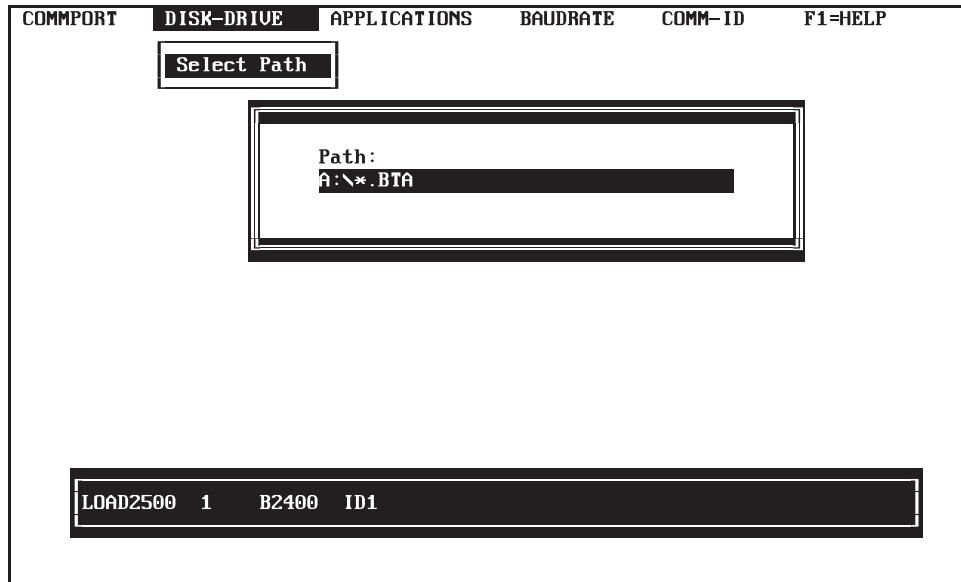 COMMPORT DISK-DRIVE APPLICATIONS BAUDRATE COMM-ID F1=HELP
Select Path
Path:
A:\*.BTA
LOAD2500 1 B2400 ID1